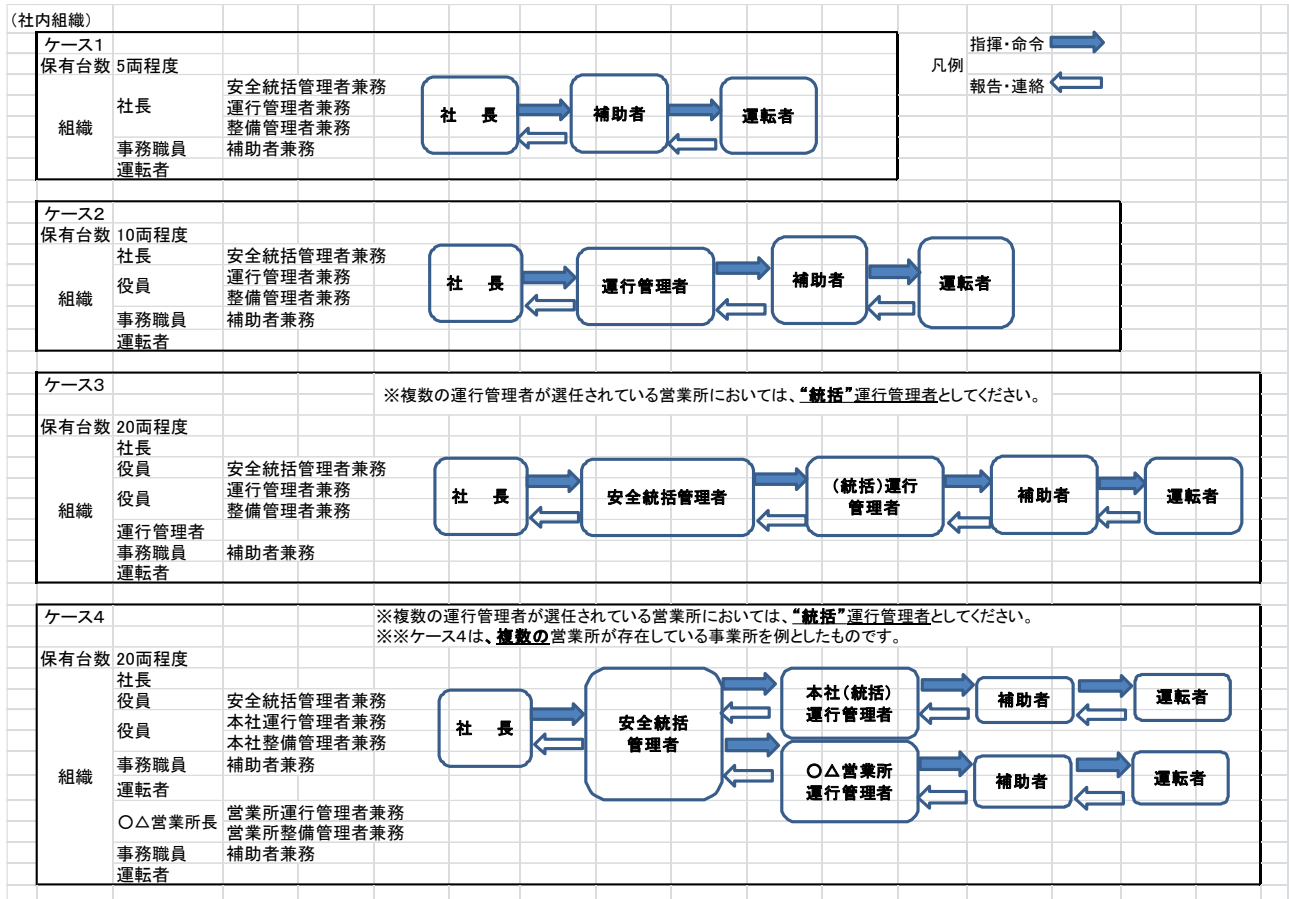 (社内組織)
指揮・命令
凡例
報告・連絡
ケース1
保有台数 5両程度
組織
社長
安全統括管理者兼務
運行管理者兼務
整備管理者兼務
事務職員 補助者兼務
運転者
社　長
補助者
運転者
ケース2
保有台数 10両程度
組織
社長 安全統括管理者兼務
役員
運行管理者兼務
整備管理者兼務
事務職員 補助者兼務
運転者
社　長
運行管理者
補助者
運転者
ケース3
※複数の運行管理者が選任されている営業所においては、“統括”運行管理者としてください。
保有台数 20両程度
組織
社長
役員 安全統括管理者兼務
役員
運行管理者兼務
整備管理者兼務
運行管理者
事務職員 補助者兼務
運転者
社　長
安全統括管理者
(統括)運行
管理者
補助者
運転者
ケース4
※複数の運行管理者が選任されている営業所においては、“統括”運行管理者としてください。
※※ケース4は、複数の営業所が存在している事業所を例としたものです。
保有台数 20両程度
組織
社長
役員 安全統括管理者兼務
役員
本社運行管理者兼務
本社整備管理者兼務
事務職員 補助者兼務
運転者
○△営業所長
営業所運行管理者兼務
営業所整備管理者兼務
事務職員 補助者兼務
運転者
社　長
安全統括
管理者
本社(統括)
運行管理者
補助者
運転者
○△営業所
運行管理者
補助者
運転者